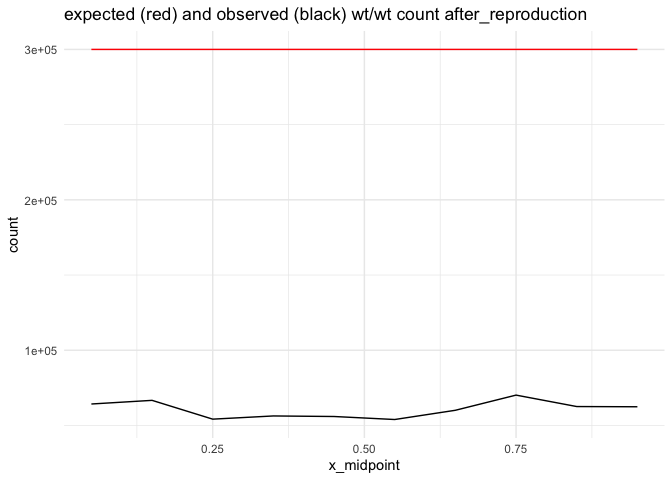 expected (red) and observed (black) wt/wt count after_reproduction
3e+05
2e+05
1e+05
count
0.25
0.50
0.75
x_midpoint